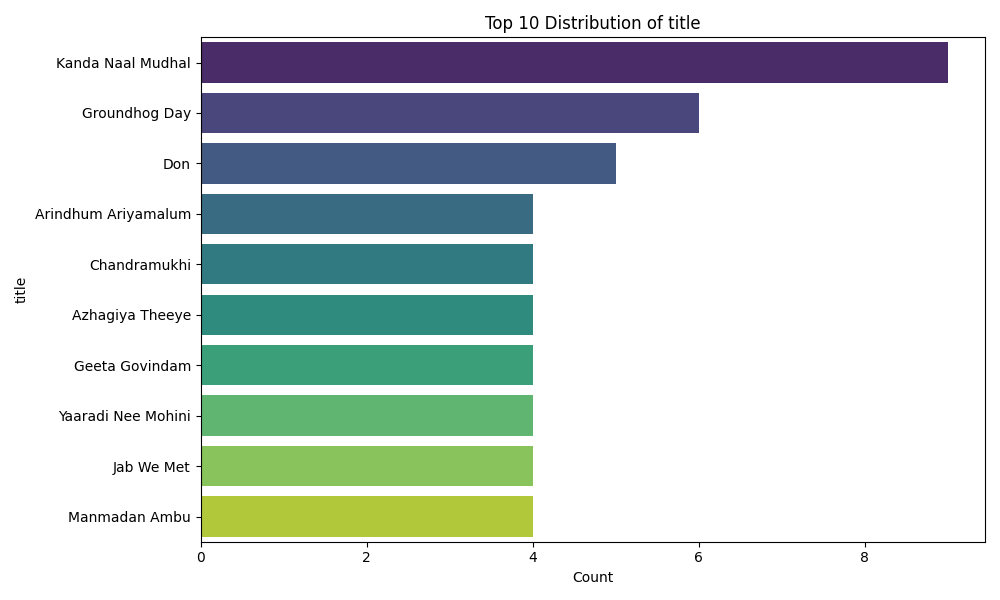 Top 10 Distribution of title
Kanda Naal Mudhal
Groundhog Day
Don
Arindhum Ariyamalum
Chandramukhi
Azhagiya Theeye
Geeta Govindam
Yaaradi Nee Mohini
Jab We Met
Manmadan Ambu
title
0 2 4 6 8
Count